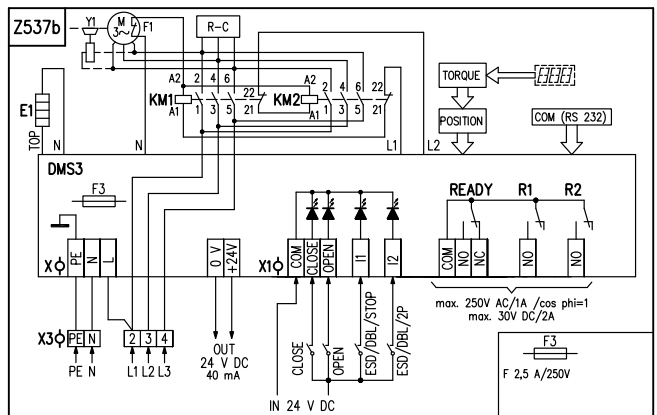 Z537b
Y1
M
3~
F1
R-C
A2
2 4 6
22
KM1
A1
1 3 5
21
A2
2 4 6
22
KM2
A1
1 3 5
21
TORQUE
POSITION
COM (RS 232)
E1
TOP
N
N
L1
L2
DMS3
F3
READY R1 R2
PE
N
L
0 V
+24V
COM
CLOSE
OPEN
I1
I2
COM
NO
NC
NO
NO
X
X1
X3
PE N
2 3 4
PE N
L1 L2 L3
OUT
24 V DC
40 mA
CLOSE
OPEN
ESD/DBL/STOP
ESD/DBL/2P
IN 24 V DC
max. 250V AC/1A /cos phi=1
max. 30V DC/2A
F3
F 2,5 A/250V